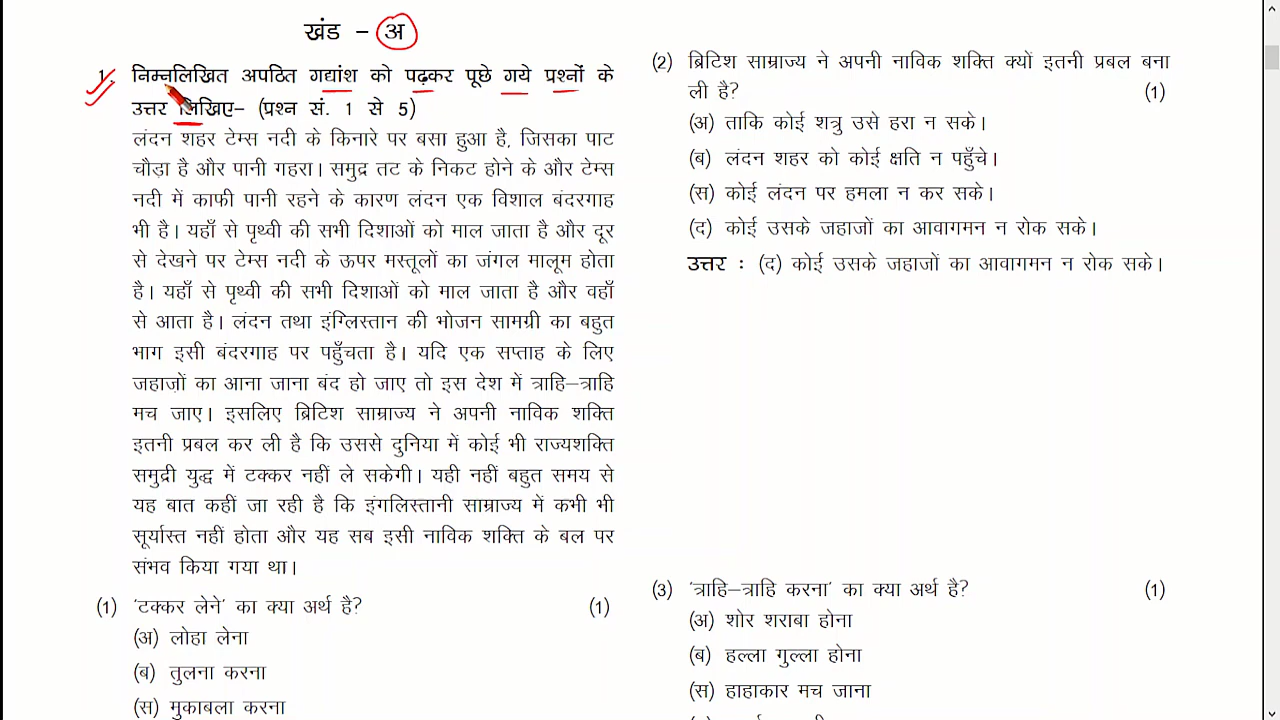 खंड – अ
1. निम्नलिखित अपठित गद्यांश को पढ़कर पूछे गये प्रश्नों के
उत्तर लिखिए– (प्रश्न सं. 1 से 5)
लंदन शहर टेम्स नदी के किनारे पर बसा हुआ है, जिसका पाट
चौड़ा है और पानी गहरा। समुद्र तट के निकट होने के और टेम्स
नदी में काफी पानी रहने के कारण लंदन एक विशाल बंदरगाह
भी है। यहाँ से पृथ्वी की सभी दिशाओं को माल जाता है और दूर
से देखने पर टेम्स नदी के ऊपर मस्तूलों का जंगल मालूम होता
है। यहाँ से पृथ्वी की सभी दिशाओं को माल जाता है और वहाँ
से आता है। लंदन तथा इंग्लिस्तान की भोजन सामग्री का बहुत
भाग इसी बंदरगाह पर पहुँचता है। यदि एक सप्ताह के लिए
जहाज़ों का आना जाना बंद हो जाए तो इस देश में त्राहि–त्राहि
मच जाए। इसलिए ब्रिटिश साम्राज्य ने अपनी नाविक शक्ति
इतनी प्रबल कर ली है कि उससे दुनिया में कोई भी राज्यशक्ति
समुद्री युद्ध में टक्कर नहीं ले सकेगी। यही नहीं बहुत समय से
यह बात कहीं जा रही है कि इंगलिस्तानी साम्राज्य में कभी भी
सूर्यास्त नहीं होता और यह सब इसी नाविक शक्ति के बल पर
संभव किया गया था।
(1) 'टक्कर लेने' का क्या अर्थ है? (1)
(अ) लोहा लेना
(ब) तुलना करना
(स) मुकाबला करना
(2) ब्रिटिश साम्राज्य ने अपनी नाविक शक्ति क्यों इतनी प्रबल बना
ली है? (1)
(अ) ताकि कोई शत्रु उसे हरा न सके।
(ब) लंदन शहर को कोई क्षति न पहुँचे।
(स) कोई लंदन पर हमला न कर सके।
(द) कोई उसके जहाजों का आवागमन न रोक सके।
उत्तर : (द) कोई उसके जहाजों का आवागमन न रोक सके।
(3) 'त्राहि–त्राहि करना' का क्या अर्थ है? (1)
(अ) शोर शराबा होना
(ब) हल्ला गुल्ला होना
(स) हाहाकार मच जाना